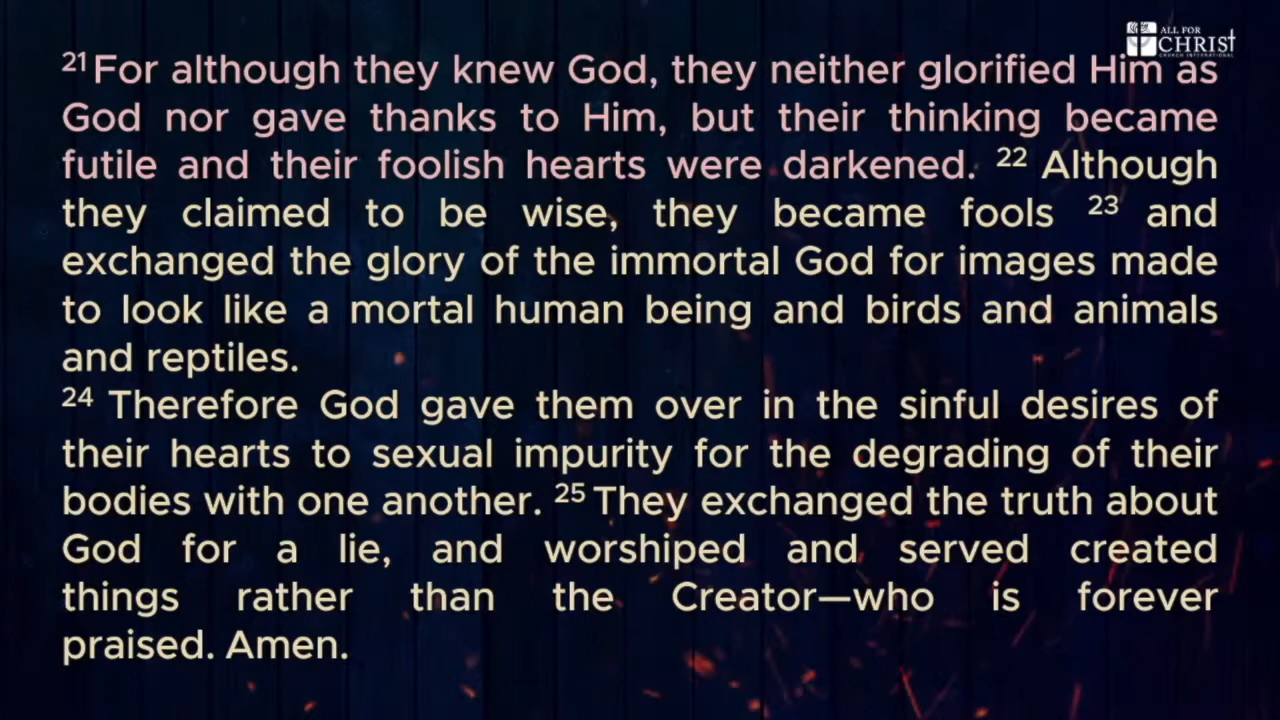 ALL FOR
CHRIST
CHURCH INTERNATIONAL
21 For although they knew God, they neither glorified Him as
God nor gave thanks to Him, but their thinking became
futile and their foolish hearts were darkened. 22 Although
they claimed to be wise, they became fools 23 and
exchanged the glory of the immortal God for images made
to look like a mortal human being and birds and animals
and reptiles.
24 Therefore God gave them over in the sinful desires of
their hearts to sexual impurity for the degrading of their
bodies with one another. 25 They exchanged the truth about
God for a lie, and worshiped and served created
things rather than the Creator—who is forever
praised. Amen.